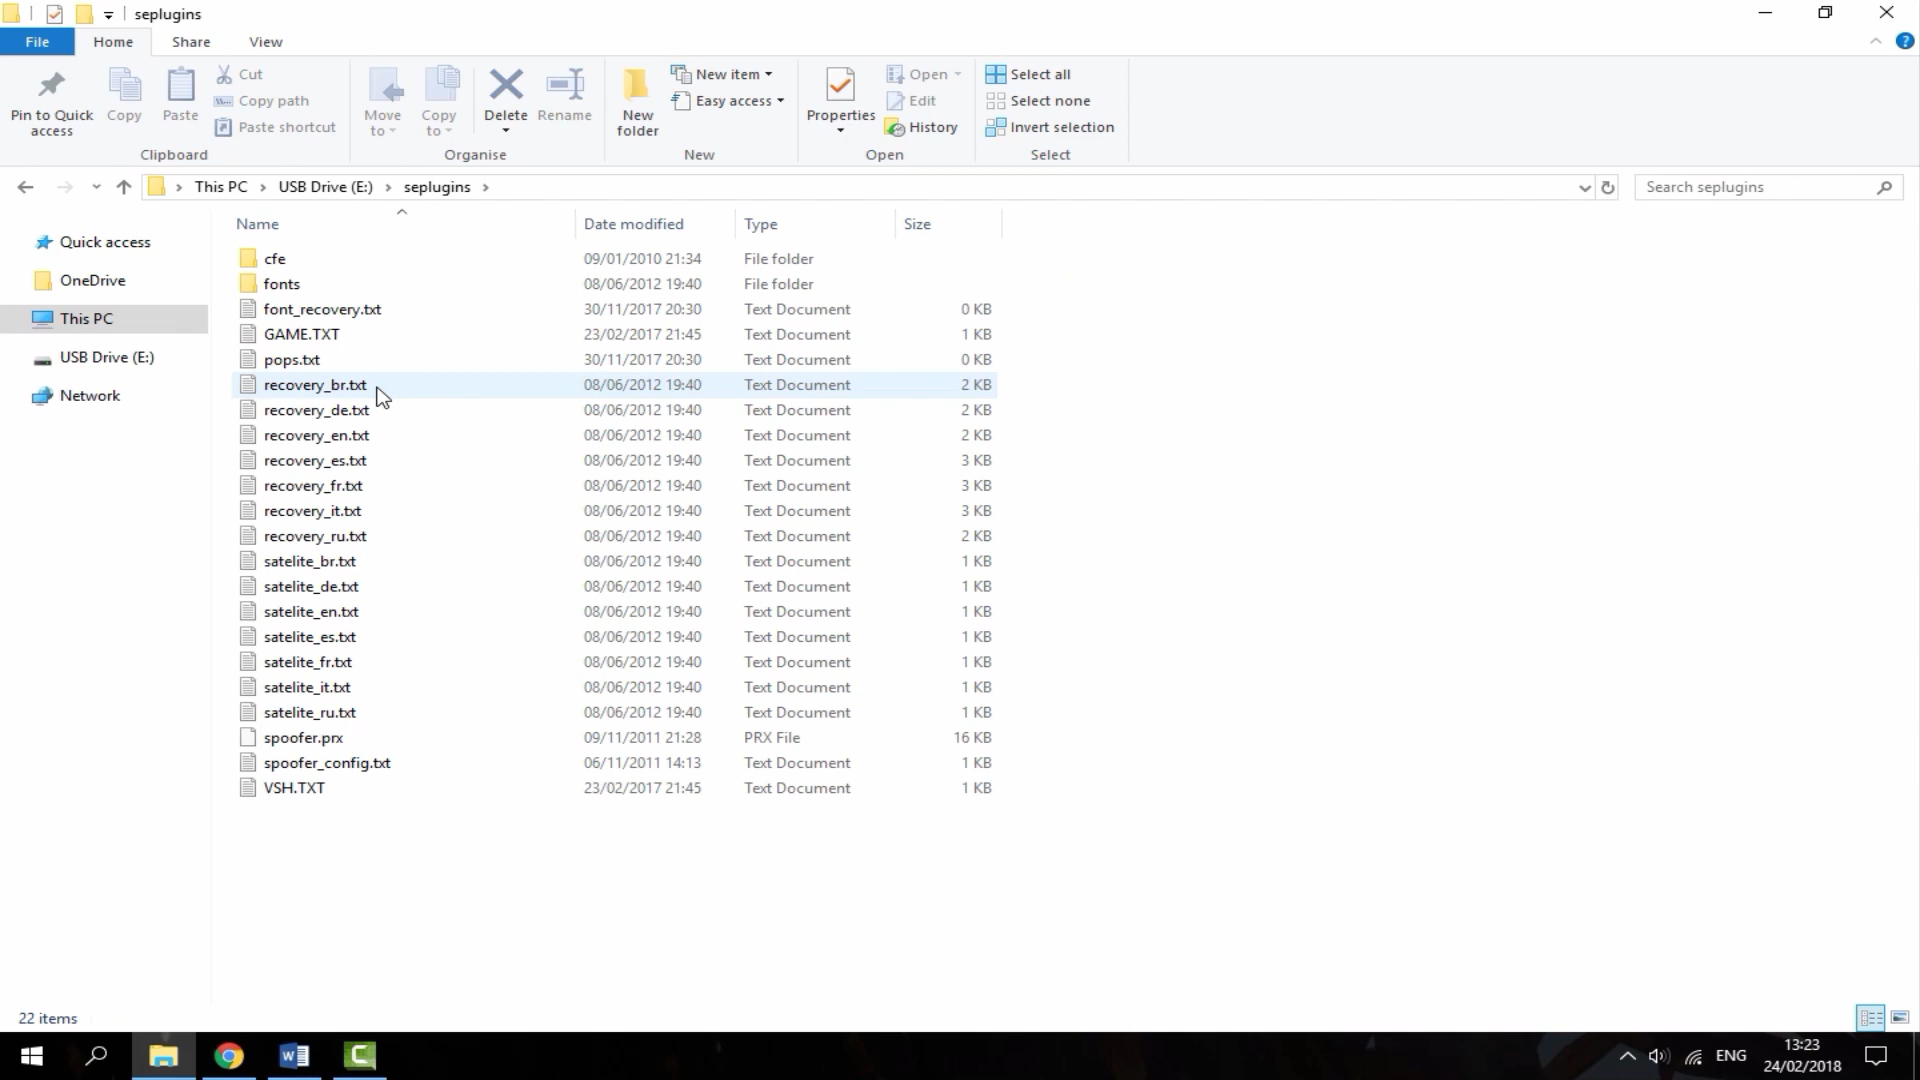 seplugins
File Home Share View
Pin to Quick access
Copy
Paste
Cut
Copy path
Paste shortcut
Clipboard
Move to
Copy to
Delete
Rename
Organise
New folder
New item
Easy access
New
Properties
Open
Edit
History
Open
Select all
Select none
Invert selection
Select
This PC USB Drive (E:) seplugins
Search seplugins
Quick access
OneDrive
This PC
USB Drive (E:)
Network
Name Date modified Type Size
cfe 09/01/2010 21:34 File folder
fonts 08/06/2012 19:40 File folder
font_recovery.txt 30/11/2017 20:30 Text Document 0 KB
GAME.TXT 23/02/2017 21:45 Text Document 1 KB
pops.txt 30/11/2017 20:30 Text Document 0 KB
recovery_br.txt 08/06/2012 19:40 Text Document 2 KB
recovery_de.txt 08/06/2012 19:40 Text Document 2 KB
recovery_en.txt 08/06/2012 19:40 Text Document 2 KB
recovery_es.txt 08/06/2012 19:40 Text Document 3 KB
recovery_fr.txt 08/06/2012 19:40 Text Document 3 KB
recovery_it.txt 08/06/2012 19:40 Text Document 3 KB
recovery_ru.txt 08/06/2012 19:40 Text Document 2 KB
satelite_br.txt 08/06/2012 19:40 Text Document 1 KB
satelite_de.txt 08/06/2012 19:40 Text Document 1 KB
satelite_en.txt 08/06/2012 19:40 Text Document 1 KB
satelite_es.txt 08/06/2012 19:40 Text Document 1 KB
satelite_fr.txt 08/06/2012 19:40 Text Document 1 KB
satelite_it.txt 08/06/2012 19:40 Text Document 1 KB
satelite_ru.txt 08/06/2012 19:40 Text Document 1 KB
spoofer.prx 09/11/2011 21:28 PRX File 16 KB
spoofer_config.txt 06/11/2011 14:13 Text Document 1 KB
VSH.TXT 23/02/2017 21:45 Text Document 1 KB
22 items
ENG
13:23
24/02/2018